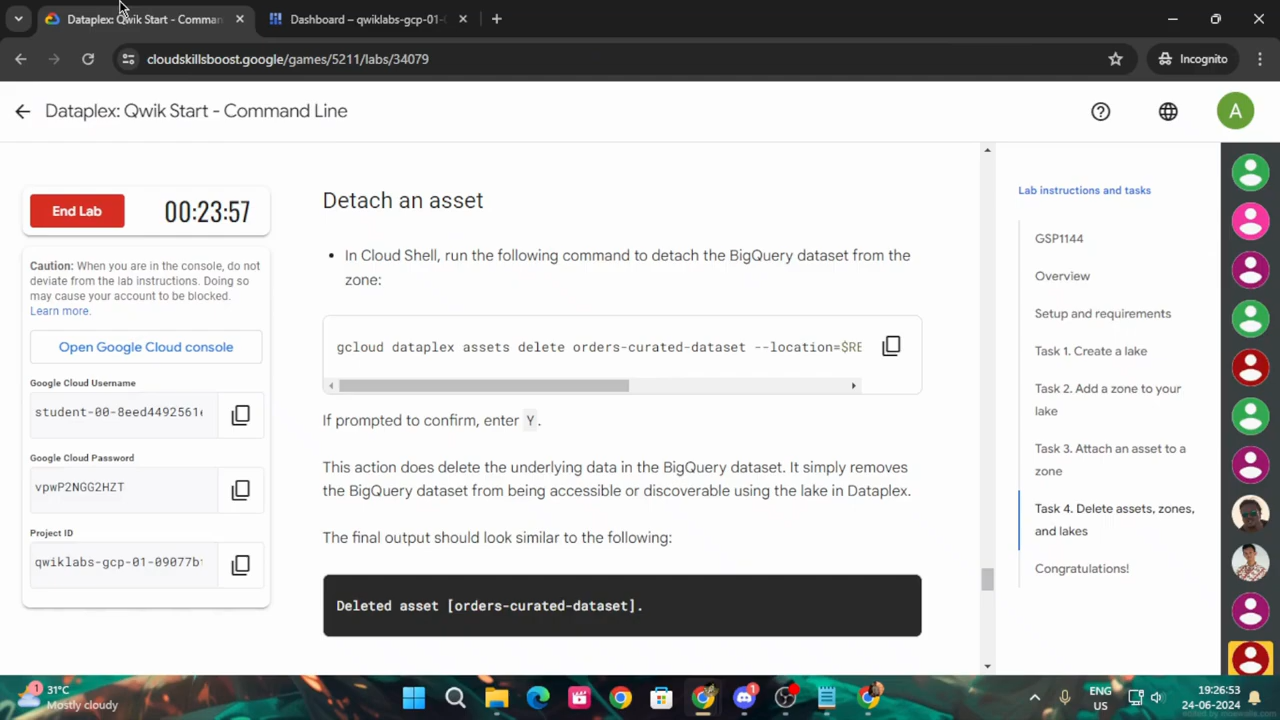 Dataplex: Qwik Start - Comman
Dashboard – qwiklabs-gcp-01-
cloudskillsboost.google/games/5211/labs/34079
Incognito
Dataplex: Qwik Start - Command Line
A
End Lab
00:23:57
Caution: When you are in the console, do not
deviate from the lab instructions. Doing so
may cause your account to be blocked.
Learn more.
Open Google Cloud console
Google Cloud Username
student-00-8eed4492561
Google Cloud Password
vpwP2NGG2HZT
Project ID
qwiklabs-gcp-01-09077b
Detach an asset
• In Cloud Shell, run the following command to detach the BigQuery dataset from the
zone:
gcloud dataplex assets delete orders-curated-dataset --location=$RE
If prompted to confirm, enter Y.
This action does delete the underlying data in the BigQuery dataset. It simply removes
the BigQuery dataset from being accessible or discoverable using the lake in Dataplex.
The final output should look similar to the following:
Deleted asset [orders-curated-dataset].
Lab instructions and tasks
GSP1144
Overview
Setup and requirements
Task 1. Create a lake
Task 2. Add a zone to your
lake
Task 3. Attach an asset to a
zone
Task 4. Delete assets, zones,
and lakes
Congratulations!
1
31°C
Mostly cloudy
ENG
US
19:26:53
24-06-2024